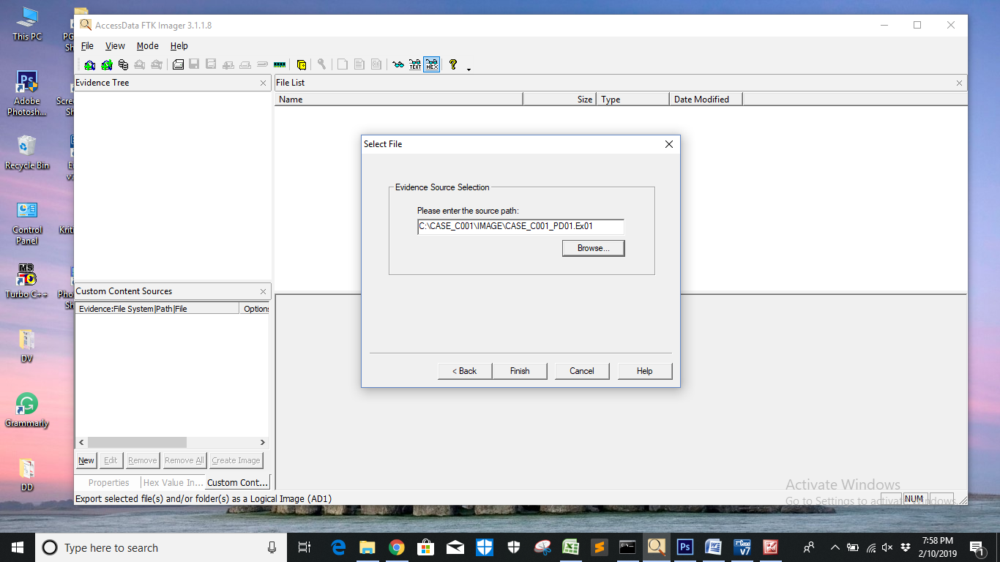 This PC
PG
Sh
Adobe
Photosh...
Scre
Sh
Recycle Bin
E
v7
Control
Panel
Krit
Turbo C++
Pho
Sh
DV
Grammarly
DD
AccessData FTK Imager 3.1.1.8
File View Mode Help
TEXT HEX
Evidence Tree
File List
Name Size Type Date Modified
Select File
Evidence Source Selection
Please enter the source path:
C:\CASE_C001\IMAGE\CASE_C001_PD01.Ex01
Browse...
< Back Finish Cancel Help
Custom Content Sources
Evidence:File System|Path|File Options
New Edit Remove Remove All Create Image
Properties Hex Value In... Custom Cont...
Export selected file(s) and/or folder(s) as a Logical Image (AD1)
NUM
Activate Windows
Go to Settings to activate Windows.
Type here to search
v7
7:58 PM
2/10/2019
1